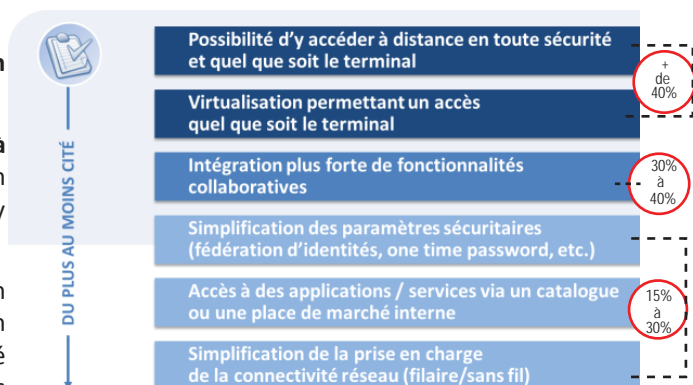 DU PLUS AU MOINS CITÉ
Possibilité d'y accéder à distance en toute sécurité
et quel que soit le terminal
Virtualisation permettant un accès
quel que soit le terminal
+
de
40%
Intégration plus forte de fonctionnalités
collaboratives
30%
à
40%
Simplification des paramètres sécuritaires
(fédération d'identités, one time password, etc.)
Accès à des applications / services via un catalogue
ou une place de marché interne
Simplification de la prise en charge
de la connectivité réseau (filaire/sans fil)
15%
à
30%